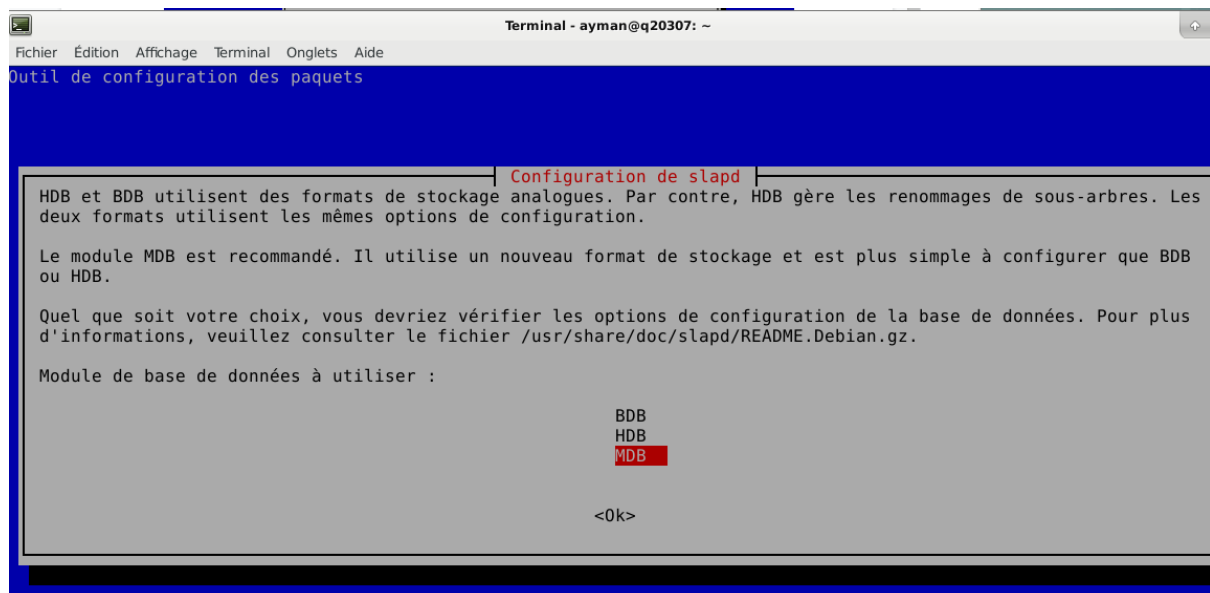 Terminal - ayman@q20307: ~
Fichier Édition Affichage Terminal Onglets Aide
Outil de configuration des paquets
Configuration de slapd
HDB et BDB utilisent des formats de stockage analogues. Par contre, HDB gère les renommages de sous-arbres. Les
deux formats utilisent les mêmes options de configuration.
Le module MDB est recommandé. Il utilise un nouveau format de stockage et est plus simple à configurer que BDB
ou HDB.
Quel que soit votre choix, vous devriez vérifier les options de configuration de la base de données. Pour plus
d'informations, veuillez consulter le fichier /usr/share/doc/slapd/README.Debian.gz.
Module de base de données à utiliser :
BDB
HDB
MDB
<Ok>